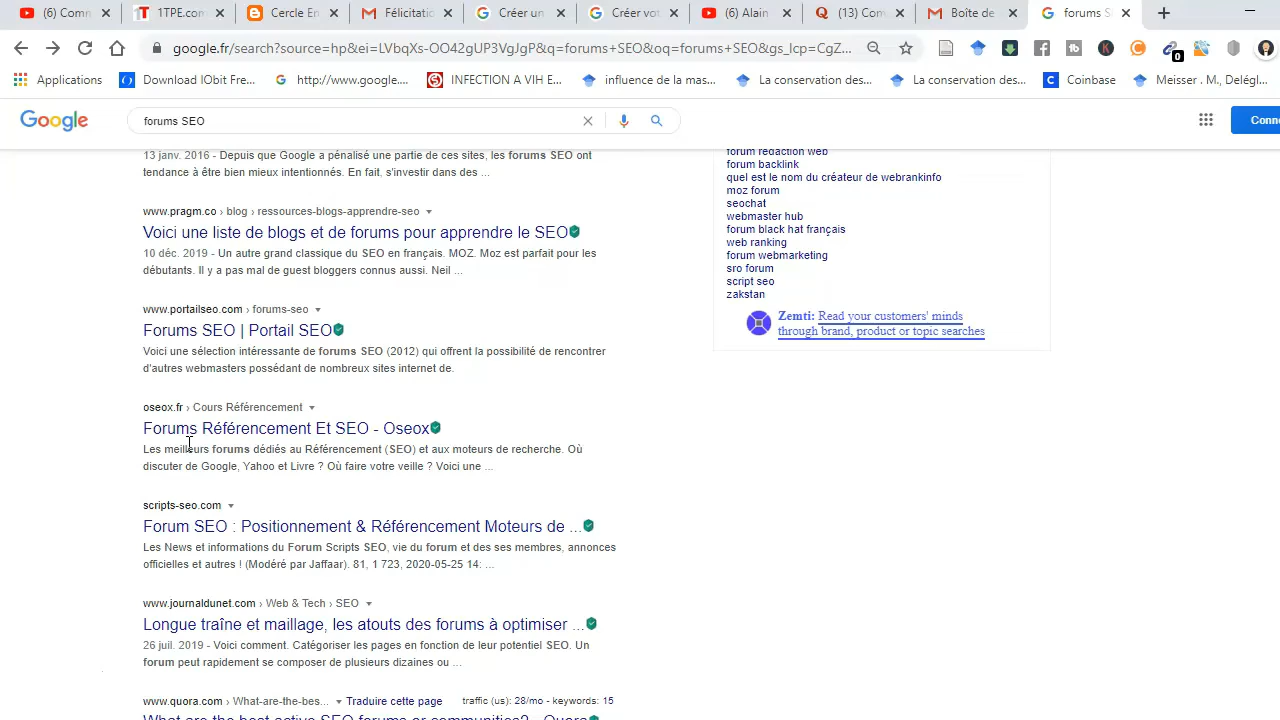 (6) Comn
1TPE.com
Cercle En
Félicitatio
Créer un
Créer vot
(6) Alain
(13) Com
Boîte de
forums S
google.fr/search?source=hp&ei=LVbqXs-OO42gUP3VgJgP&q=forums+SEO&oq=forums+SEO&gs_lcp=CgZ...
0
Applications
Download IObit Fre...
http://www.google....
INFECTION A VIH E...
influence de la mas...
La conservation des...
La conservation des...
Coinbase
Meisser . M., Delégl...
Google
forums SEO
Conne
13 janv. 2016 - Depuis que Google a pénalisé une partie de ces sites, les forums SEO ont
tendance à être bien mieux intentionnés. En fait, s'investir dans des ...
www.pragm.co › blog › ressources-blogs-apprendre-seo
Voici une liste de blogs et de forums pour apprendre le SEO
10 déc. 2019 - Un autre grand classique du SEO en français. MOZ. Moz est parfait pour les
débutants. Il y a pas mal de guest bloggers connus aussi. Neil ...
www.portailseo.com › forums-seo
Forums SEO | Portail SEO
Voici une sélection intéressante de forums SEO (2012) qui offrent la possibilité de rencontrer
d'autres webmasters possédant de nombreux sites internet de.
oseox.fr › Cours Référencement
Forums Référencement Et SEO - Oseox
Les meilleurs forums dédiés au Référencement (SEO) et aux moteurs de recherche. Où
discuter de Google, Yahoo et Livre ? Où faire votre veille ? Voici une ...
scripts-seo.com
Forum SEO : Positionnement & Référencement Moteurs de ...
Les News et informations du Forum Scripts SEO, vie du forum et des ses membres, annonces
officielles et autres ! (Modéré par Jaffaar). 81, 1 723, 2020-05-25 14: ...
www.journaldunet.com › Web & Tech › SEO
Longue traîne et maillage, les atouts des forums à optimiser ...
26 juil. 2019 - Voici comment. Catégoriser les pages en fonction de leur potentiel SEO. Un
forum peut rapidement se composer de plusieurs dizaines ou ...
www.quora.com › What-are-the-bes... Traduire cette page traffic (us): 28/mo - keywords: 15
What are the best active SEO forums or communities? - Quora
forum redaction web
forum backlink
quel est le nom du créateur de webrankinfo
moz forum
seochat
webmaster hub
forum black hat français
web ranking
forum webmarketing
sro forum
script seo
zakstan
Zemti: Read your customers' minds
through brand, product or topic searches